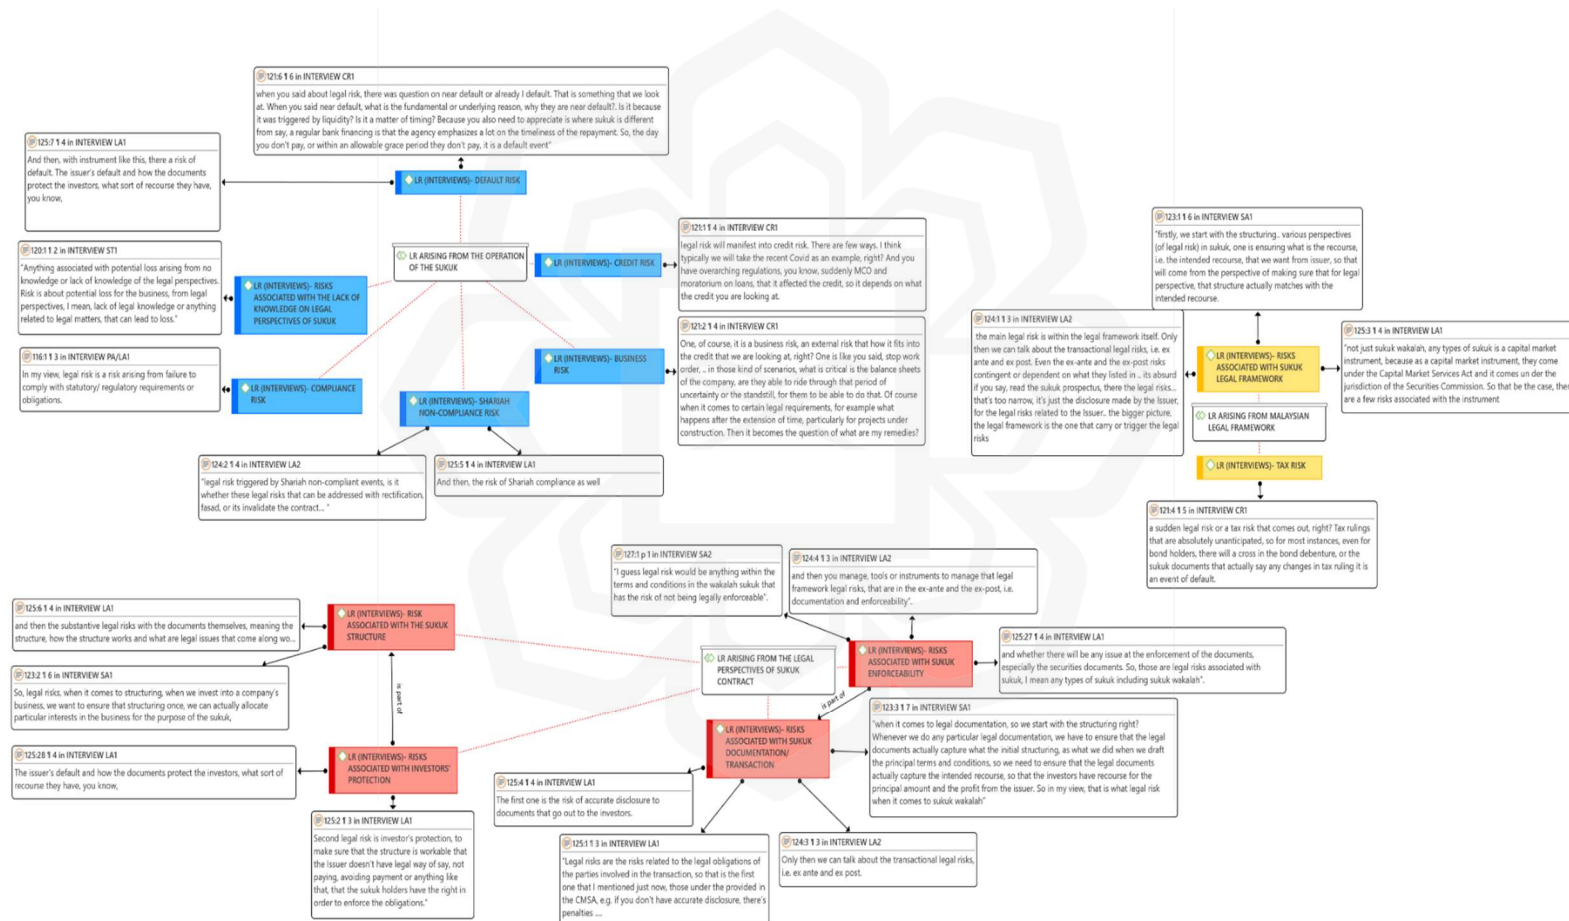 121:6 ¶ 6 in INTERVIEW CR1
when you said about legal risk, there was question on near default or already I default. That is something that we look
at. When you said near default, what is the fundamental or underlying reason, why they are near default?. Is it because
it was triggered by liquidity? Is it a matter of timing? Because you also need to appreciate is where sukuk is different
from say, a regular bank financing is that the agency emphasizes a lot on the timeliness of the repayment. So, the day
you don't pay, or within an allowable grace period they don't pay, it is a default event"
125:7 ¶ 4 in INTERVIEW LA1
And then, with instrument like this, there a risk of
default. The issuer's default and how the documents
protect the investors, what sort of recourse they have,
you know,
LR (INTERVIEWS)- DEFAULT RISK
120:1 ¶ 2 in INTERVIEW ST1
"Anything associated with potential loss arising from no
knowledge or lack of knowledge of the legal perspectives.
Risk is about potential loss for the business, from legal
perspectives, I mean, lack of legal knowledge or anything
related to legal matters, that can lead to loss."
LR (INTERVIEWS)- RISKS
ASSOCIATED WITH THE LACK OF
KNOWLEDGE ON LEGAL
PERSPECTIVES OF SUKUK
LR ARISING FROM THE OPERATION
OF THE SUKUK
LR (INTERVIEWS)- CREDIT RISK
121:1 ¶ 4 in INTERVIEW CR1
legal risk will manifest into credit risk. There are few ways. I think
typically we will take the recent Covid as an example, right? And you
have overarching regulations, you know, suddenly MCO and
moratorium on loans, that it affected the credit, so it depends on what
the credit you are looking at.
116:1 ¶ 3 in INTERVIEW PA/LA1
In my view, legal risk is a risk arising from failure to
comply with statutory/ regulatory requirements or
obligations.
LR (INTERVIEWS)- COMPLIANCE
RISK
LR (INTERVIEWS)- SHARIAH
NON-COMPLIANCE RISK
LR (INTERVIEWS)- BUSINESS
RISK
121:2 ¶ 4 in INTERVIEW CR1
One, of course, it is a business risk, an external risk that how it fits into
the credit that we are looking at, right? One is like you said, stop work
order, .. in those kind of scenarios, what is critical is the balance sheets
of the company, are they able to ride through that period of
uncertainty or the standstill, for them to be able to do that. Of course
when it comes to certain legal requirements, for example what
happens after the extension of time, particularly for projects under
construction. Then it becomes the question of what are my remedies?
124:2 ¶ 4 in INTERVIEW LA2
"legal risk triggered by Shariah non-compliant events, is it
whether these legal risks that can be addressed with rectification,
fasad, or its invalidate the contract... "
125:5 ¶ 4 in INTERVIEW LA1
And then, the risk of Shariah compliance as well
123:1 ¶ 6 in INTERVIEW SA1
"firstly, we start with the structuring.. various perspectives
(of legal risk) in sukuk, one is ensuring what is the recourse,
i.e. the intended recourse, that we want from issuer, so that
will come from the perspective of making sure that for legal
perspective, that structure actually matches with the
intended recourse.
124:1 ¶ 3 in INTERVIEW LA2
the main legal risk is within the legal framework itself. Only
then we can talk about the transactional legal risks, i.e. ex
ante and ex post. Even the ex-ante and the ex-post risks
contingent or dependent on what they listed in .. its absurd
if you say, read the sukuk prospectus, there the legal risks...
that's too narrow, it's just the disclosure made by the Issuer,
for the legal risks related to the Issuer.. the bigger picture,
the legal framework is the one that carry or trigger the legal
risks
LR (INTERVIEWS)- RISKS
ASSOCIATED WITH SUKUK
LEGAL FRAMEWORK
125:3 ¶ 4 in INTERVIEW LA1
"not just sukuk wakalah, any types of sukuk is a capital market
instrument, because as a capital market instrument, they come
under the Capital Market Services Act and it comes un der the
jurisdiction of the Securities Commission. So that be the case, ther
are a few risks associated with the instrument
LR ARISING FROM MALAYSIAN
LEGAL FRAMEWORK
LR (INTERVIEWS)- TAX RISK
121:4 ¶ 5 in INTERVIEW CR1
a sudden legal risk or a tax risk that comes out, right? Tax rulings
that are absolutely unanticipated, so for most instances, even for
bond holders, there will a cross in the bond debenture, or the
sukuk documents that actually say any changes in tax ruling it is
an event of default.
127:1 p 1 in INTERVIEW SA2
"I guess legal risk would be anything within the
terms and conditions in the wakalah sukuk that
has the risk of not being legally enforceable".
124:4 ¶ 3 in INTERVIEW LA2
and then you manage, tools or instruments to manage that legal
framework legal risks, that are in the ex-ante and the ex-post, i.e.
documentation and enforceability".
125:6 ¶ 4 in INTERVIEW LA1
and then the substantive legal risks with the documents themselves, meaning the
structure, how the structure works and what are legal issues that come along wo...
LR (INTERVIEWS)- RISK
ASSOCIATED WITH THE SUKUK
STRUCTURE
123:2 ¶ 6 in INTERVIEW SA1
So, legal risks, when it comes to structuring, when we invest into a company's
business, we want to ensure that structuring once, we can actually allocate
particular interests in the business for the purpose of the sukuk,
is part of
LR ARISING FROM THE LEGAL
PERSPECTIVES OF SUKUK
CONTRACT
LR (INTERVIEWS)- RISKS
ASSOCIATED WITH SUKUK
ENFORCEABILITY
125:27 ¶ 4 in INTERVIEW LA1
and whether there will be any issue at the enforcement of the documents,
especially the securities documents. So, those are legal risks associated with
sukuk, I mean any types of sukuk including sukuk wakalah".
is part of
125:28 ¶ 4 in INTERVIEW LA1
The issuer's default and how the documents protect the investors, what sort of
recourse they have, you know,
LR (INTERVIEWS)- RISKS
ASSOCIATED WITH INVESTORS'
PROTECTION
LR (INTERVIEWS)- RISKS
ASSOCIATED WITH SUKUK
DOCUMENTATION/
TRANSACTION
123:3 ¶ 7 in INTERVIEW SA1
"when it comes to legal documentation, so we start with the structuring right?
Whenever we do any particular legal documentation, we have to ensure that the legal
documents actually capture what the initial structuring, as what we did when we draft
the principal terms and conditions, so we need to ensure that the legal documents
actually capture the intended recourse, so that the investors have recourse for the
principal amount and the profit from the issuer. So in my view, that is what legal risk
when it comes to sukuk wakalah"
125:2 ¶ 3 in INTERVIEW LA1
Second legal risk is investor's protection, to
make sure that the structure is workable that
the Issuer doesn't have legal way of say, not
paying, avoiding payment or anything like
that, that the sukuk holders have the right in
order to enforce the obligations."
125:4 ¶ 4 in INTERVIEW LA1
The first one is the risk of accurate disclosure to
documents that go out to the investors.
125:1 ¶ 3 in INTERVIEW LA1
"Legal risks are the risks related to the legal obligations of
the parties involved in the transaction, so that is the first
one that I mentioned just now, those under the provided in
the CMSA, e.g. if you don't have accurate disclosure, there's
penalties ....
124:3 ¶ 3 in INTERVIEW LA2
Only then we can talk about the transactional legal risks,
i.e. ex ante and ex post.